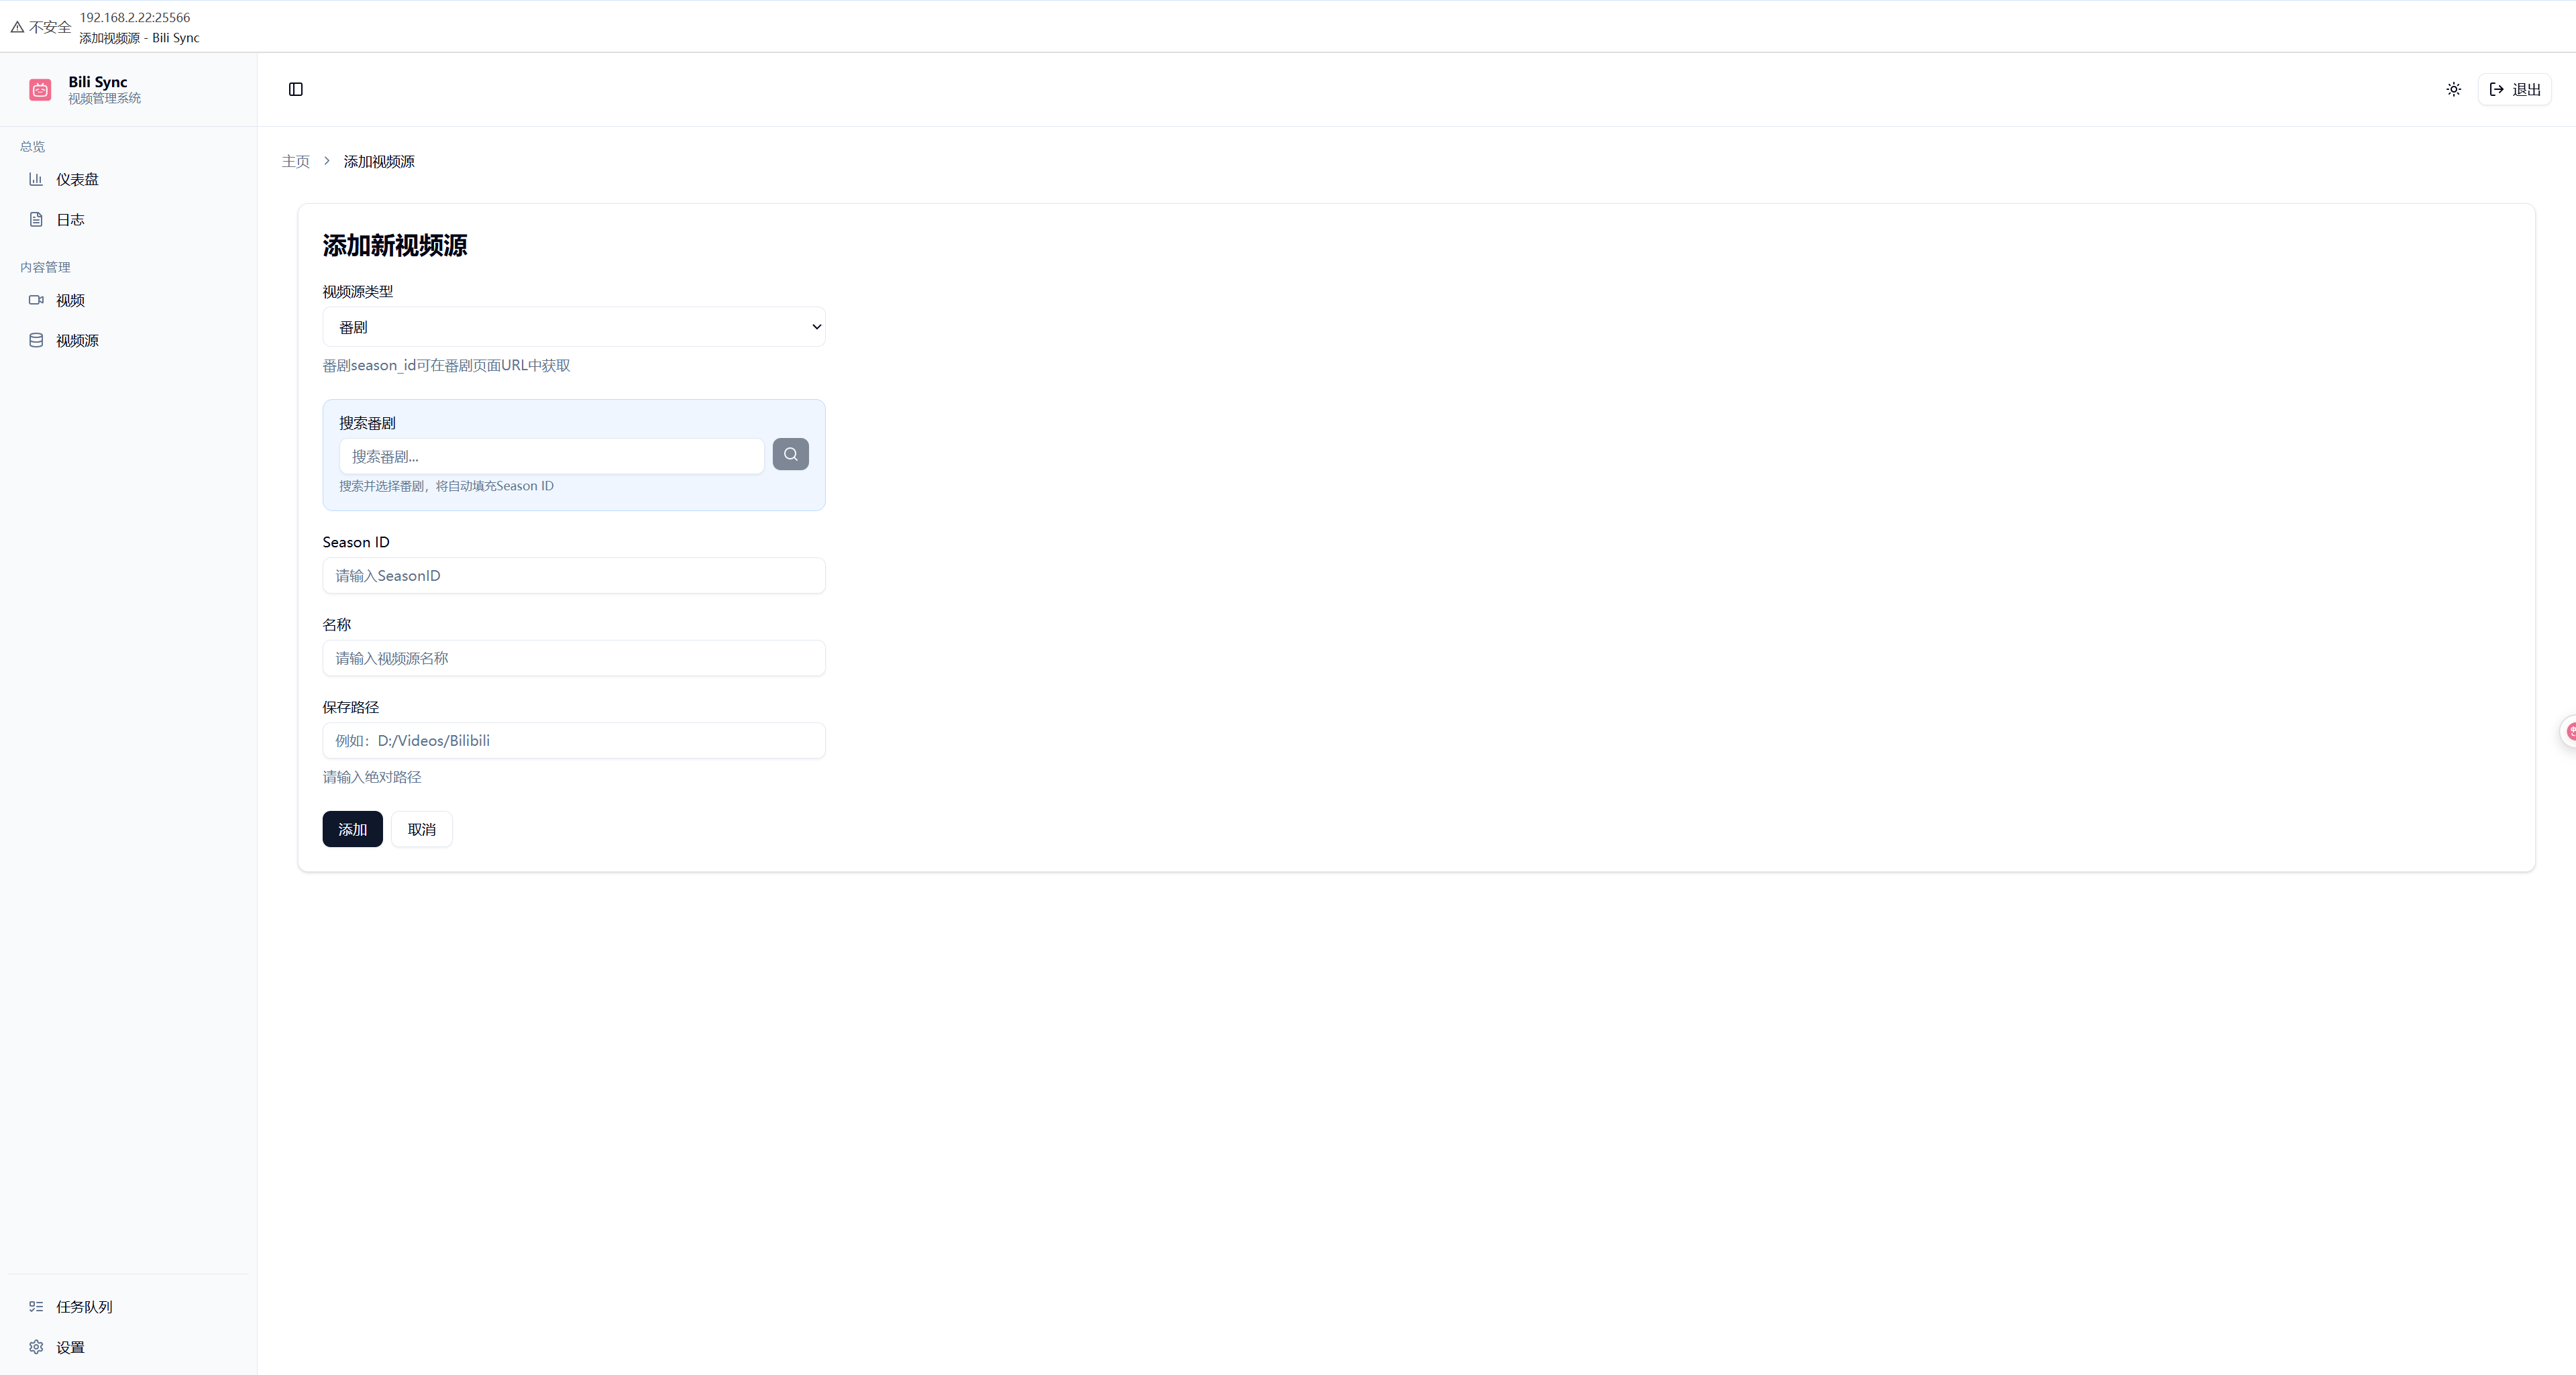 不安全
192.168.2.22:25566
添加视频源 - Bili Sync
Bili Sync
视频管理系统
退出
总览
仪表盘
日志
内容管理
视频
视频源
主页
添加视频源
添加新视频源
视频源类型
番剧
番剧season_id可在番剧页面URL中获取
搜索番剧
搜索番剧...
搜索并选择番剧，将自动填充Season ID
Season ID
请输入SeasonID
名称
请输入视频源名称
保存路径
例如：D:/Videos/Bilibili
请输入绝对路径
添加
取消
任务队列
设置